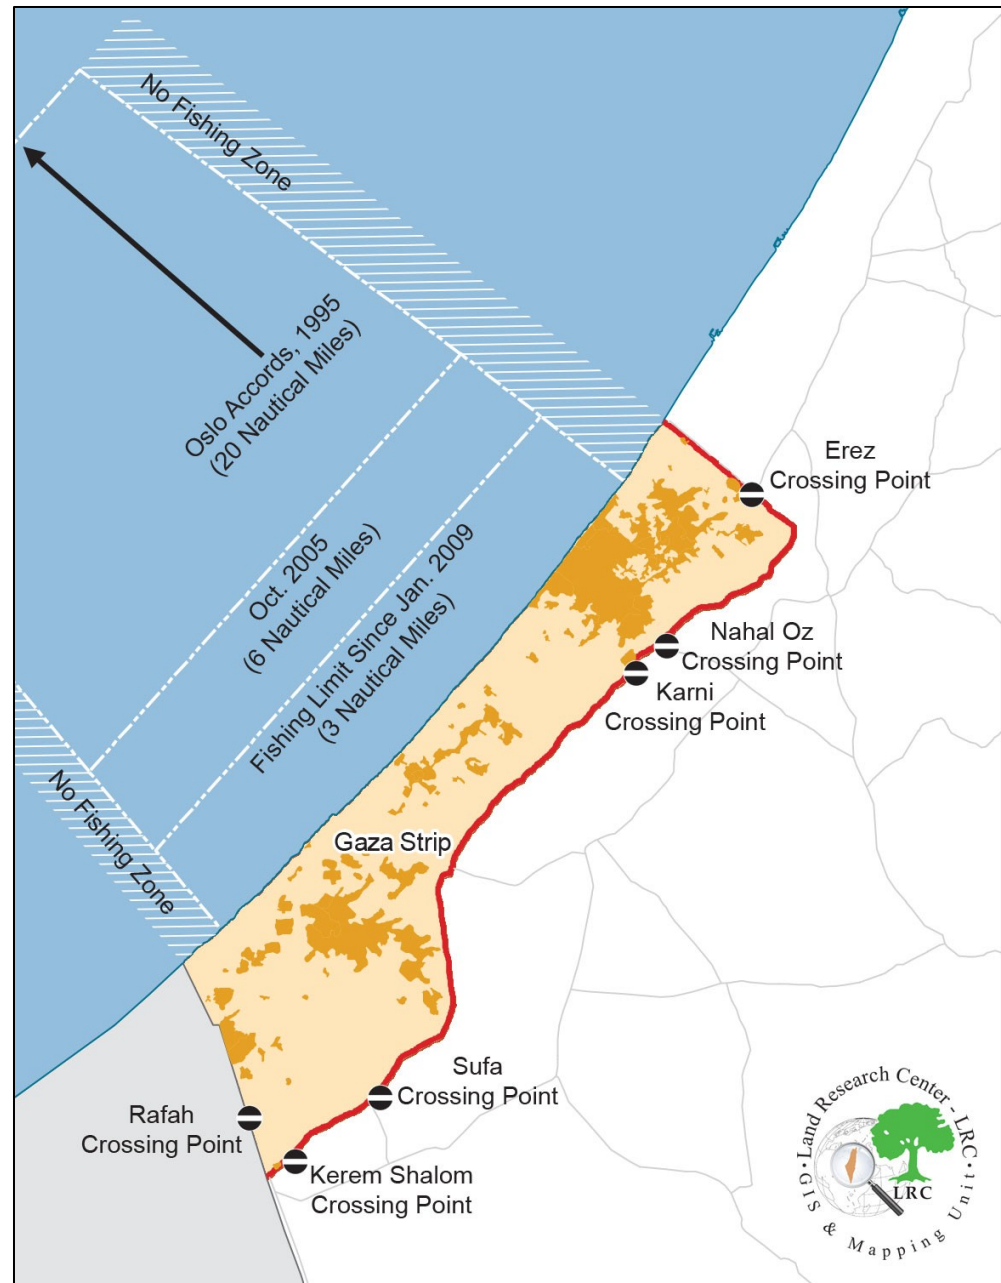 No Fishing Zone
Oslo Accords, 1995
(20 Nautical Miles)
Erez
Crossing Point
Oct. 2005
(6 Nautical Miles)
Fishing Limit Since Jan. 2009
(3 Nautical Miles)
Nahal Oz
Crossing Point
Karni
Crossing Point
No Fishing Zone
Gaza Strip
Sufa
Crossing Point
Rafah
Crossing Point
Kerem Shalom
Crossing Point
Land Research Center - LRC
GIS & Mapping Unit
LRC